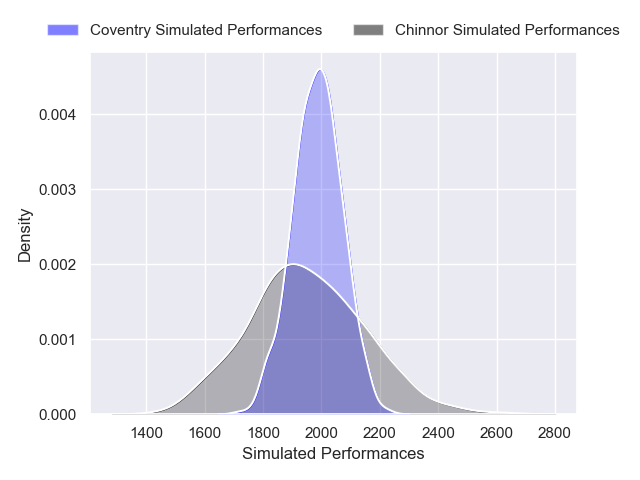 Coventry Simulated Performances Chinnor Simulated Performances
0.004
0.003
0.002
0.001
0.000
Density
1400 1600 1800 2000 2200 2400 2600 2800
Simulated Performances